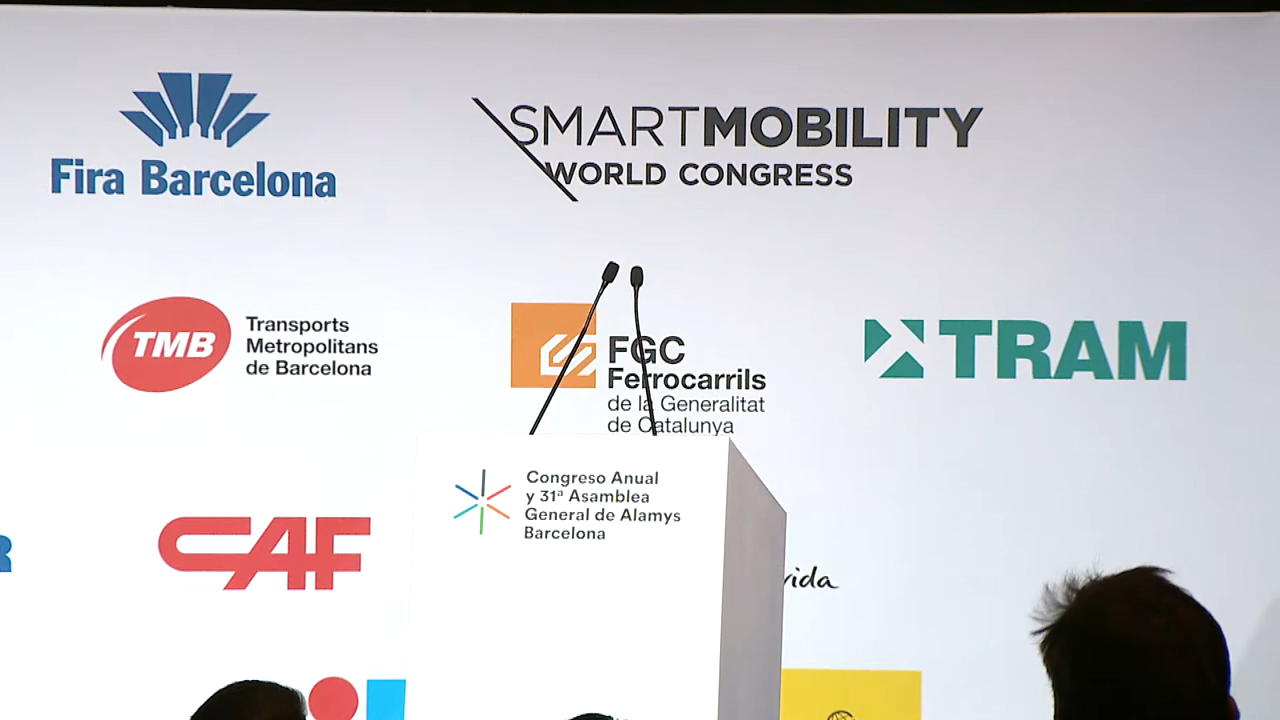 Fira Barcelona
SMARTMOBILITY
WORLD CONGRESS
TMB
Transports
Metropolitans
de Barcelona
FGC
Ferrocarrils
de la Generalitat
de Catalunya
TRAM
Congreso Anual
y 31ª Asamblea
General de Alamys
Barcelona
CAF